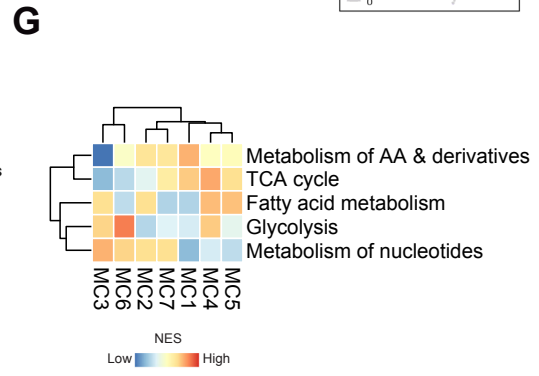 G
Metabolism of AA & derivatives
TCA cycle
Fatty acid metabolism
Glycolysis
Metabolism of nucleotides
MC3 MC6 MC2 MC7 MC1 MC4 MC5
NES
Low High